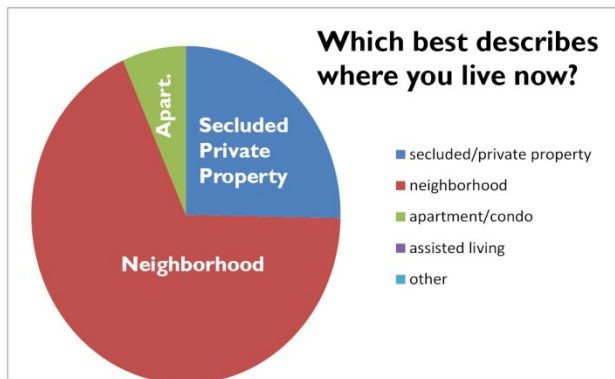 Which best describes
where you live now?
Apart.
Secluded
Private
Property
Neighborhood
secluded/private property
neighborhood
apartment/condo
assisted living
other